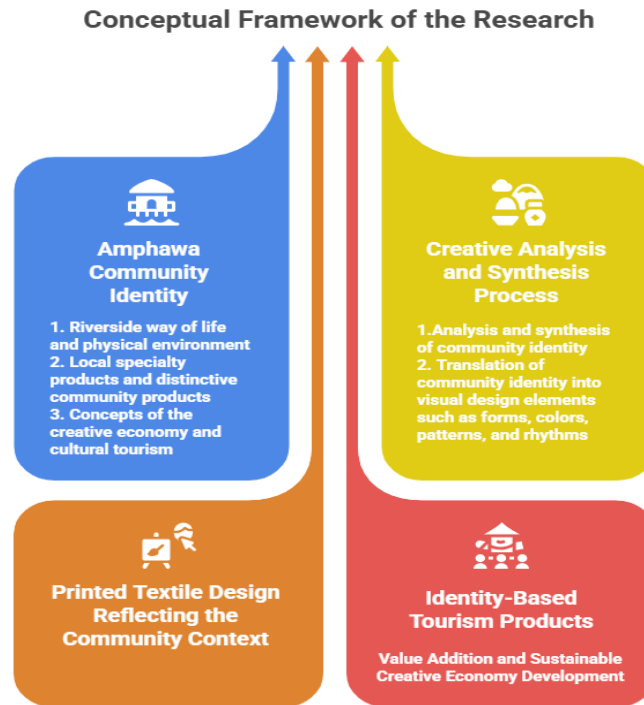 Conceptual Framework of the Research
Amphawa
Community
Identity
1. Riverside way of life
and physical environment
2. Local specialty
products and distinctive
community products
3. Concepts of the
creative economy and
cultural tourism
Creative Analysis
and Synthesis
Process
1.Analysis and synthesis
of community identity
2. Translation of
community identity into
visual design elements
such as forms, colors,
patterns, and rhythms
Printed Textile Design
Reflecting the
Community Context
Identity-Based
Tourism Products
Value Addition and Sustainable
Creative Economy Development